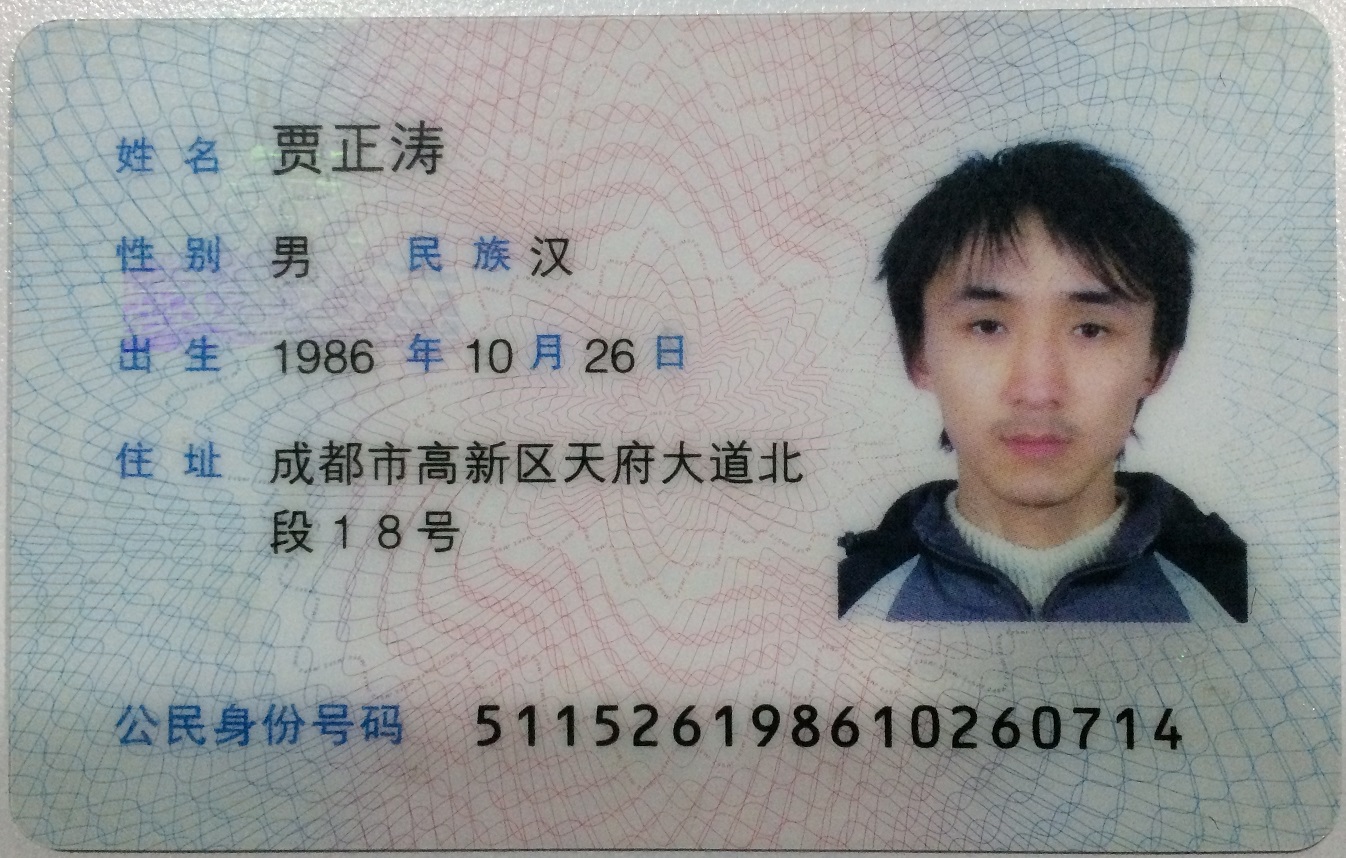 姓名 贾正涛
性别 男 民族 汉
出生 1986 年 10 月 26 日
住址 成都市高新区天府大道北
段18号
公民身份号码 511526198610260714